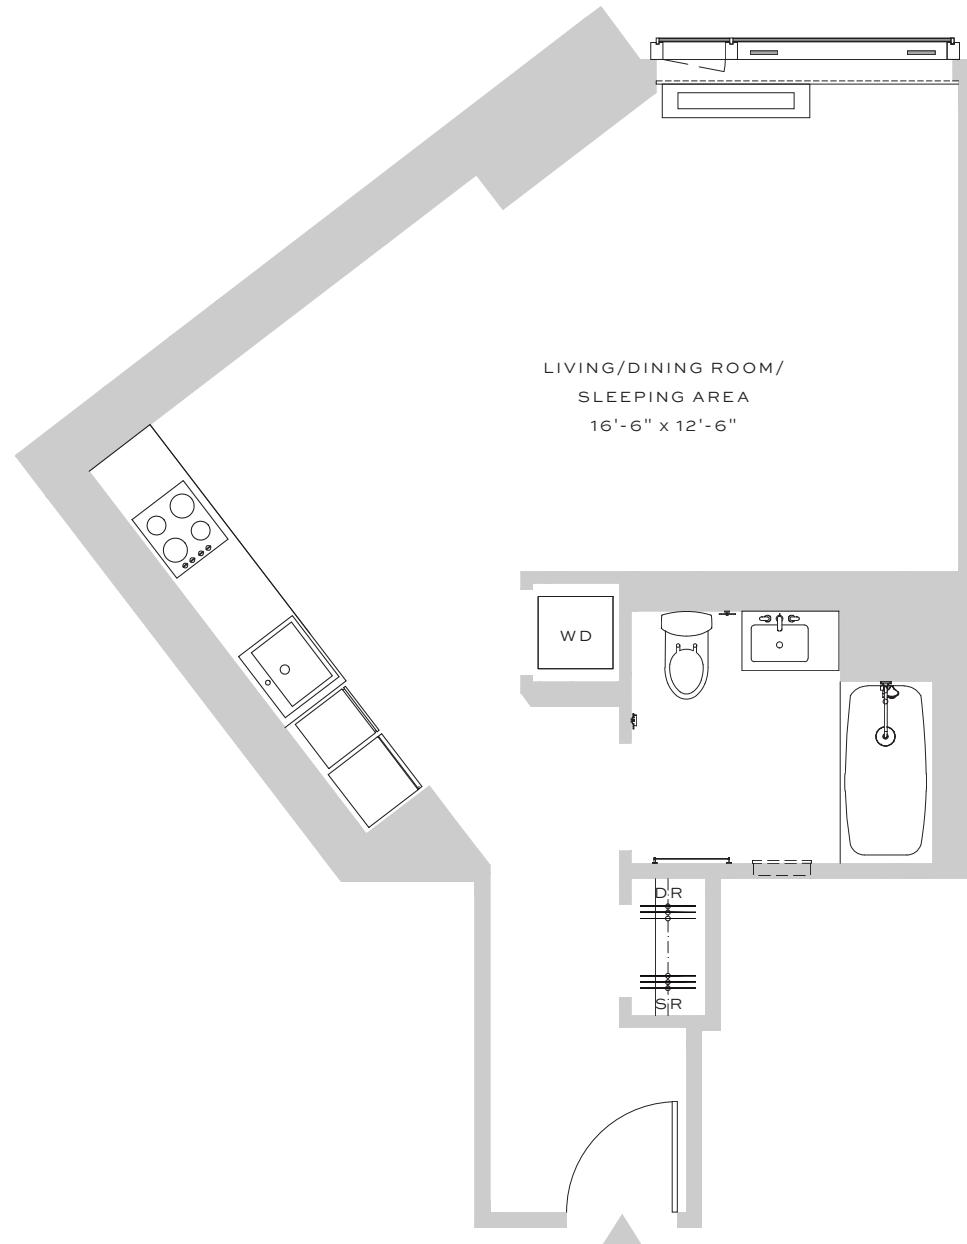 LIVING/DINING ROOM/
SLEEPING AREA
16'-6" x 12'-6"
WD
DR
SR